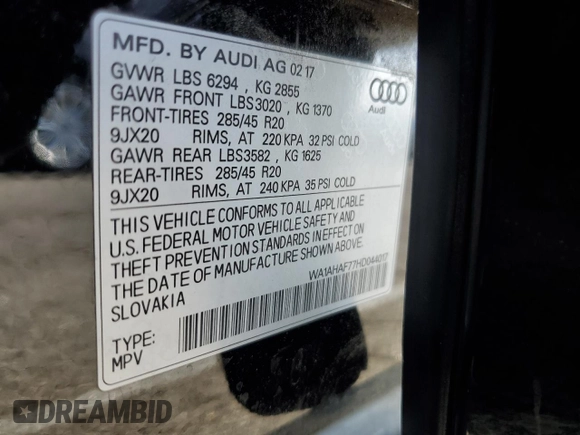 MFD. BY AUDI AG 02 17
GVWR LBS 6294 , KG 2855
GAWR FRONT LBS3020 , KG 1370
FRONT-TIRES 285/45 R20
9JX20 RIMS, AT 220 KPA 32 PSI COLD
GAWR REAR LBS3582 , KG 1625
REAR-TIRES 285/45 R20
9JX20 RIMS, AT 240 KPA 35 PSI COLD
Audi
THIS VEHICLE CONFORMS TO ALL APPLICABLE
U.S. FEDERAL MOTOR VEHICLE SAFETY AND
THEFT PREVENTION STANDARDS IN EFFECT ON
THE DATE OF MANUFACTURE SHOWN ABOVE.
SLOVAKIA
WA1AHAF77HD044017
TYPE:
MPV
DREAMBID